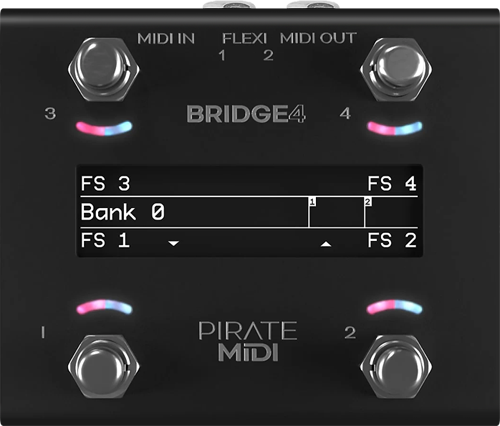 MIDI IN FLEXI MIDI OUT
1 2
3 BRIDGE4 4
FS 3 FS 4
Bank 0 1 2
FS 1 FS 2
1 PIRATE 2
MiDI